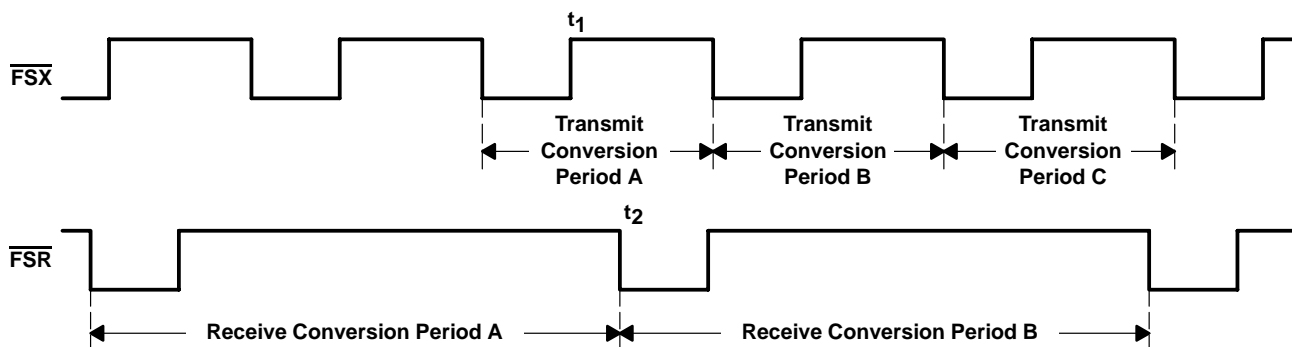 t1
FSX
Transmit
Conversion
Period A
Transmit
Conversion
Period B
Transmit
Conversion
Period C
t2
FSR
Receive Conversion Period A
Receive Conversion Period B